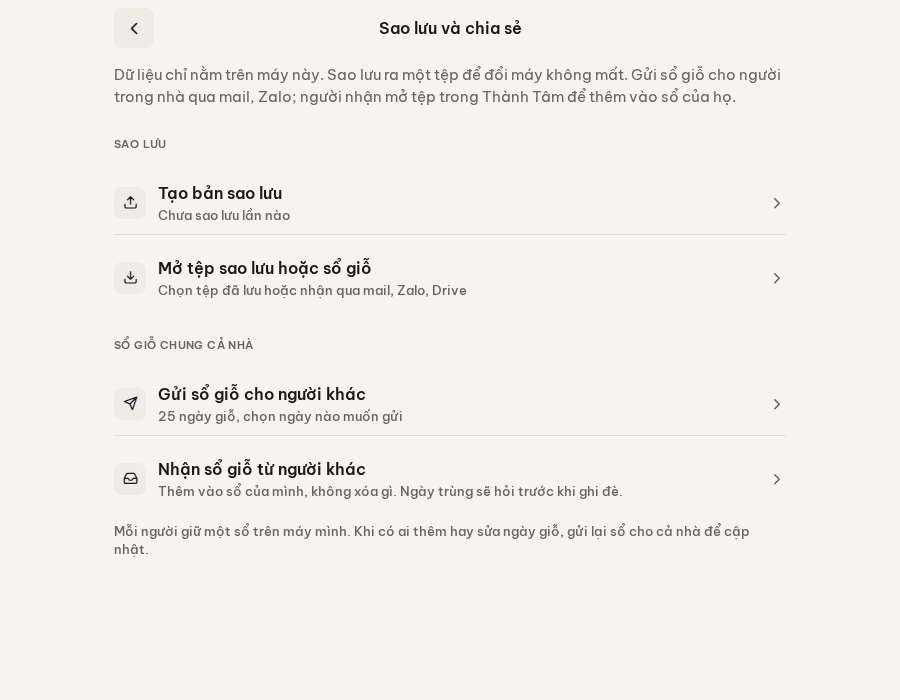 Sao lưu và chia sẻ
Dữ liệu chỉ nằm trên máy này. Sao lưu ra một tệp để đổi máy không mất. Gửi sổ giỗ cho người
trong nhà qua mail, Zalo; người nhận mở tệp trong Thành Tâm để thêm vào sổ của họ.
SAO LƯU
Tạo bản sao lưu
Chưa sao lưu lần nào
Mở tệp sao lưu hoặc sổ giỗ
Chọn tệp đã lưu hoặc nhận qua mail, Zalo, Drive
SỔ GIỖ CHUNG CẢ NHÀ
Gửi sổ giỗ cho người khác
25 ngày giỗ, chọn ngày nào muốn gửi
Nhận sổ giỗ từ người khác
Thêm vào sổ của mình, không xóa gì. Ngày trùng sẽ hỏi trước khi ghi đè.
Mỗi người giữ một sổ trên máy mình. Khi có ai thêm hay sửa ngày giỗ, gửi lại sổ cho cả nhà để cập
nhật.